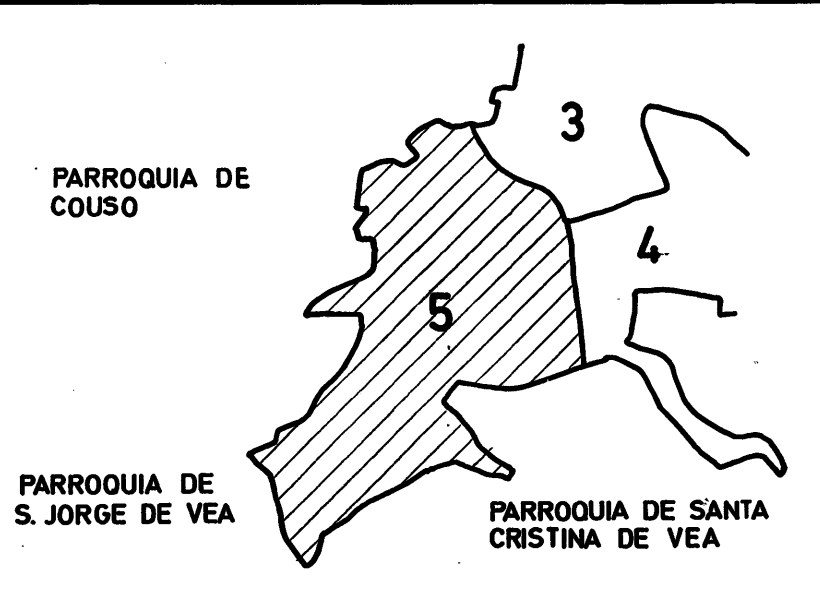 3
PARROQUIA DE
COUSO
4
5
PARROQUIA DE
S. JORGE DE VEA
PARROQUIA DE SANTA
CRISTINA DE VEA